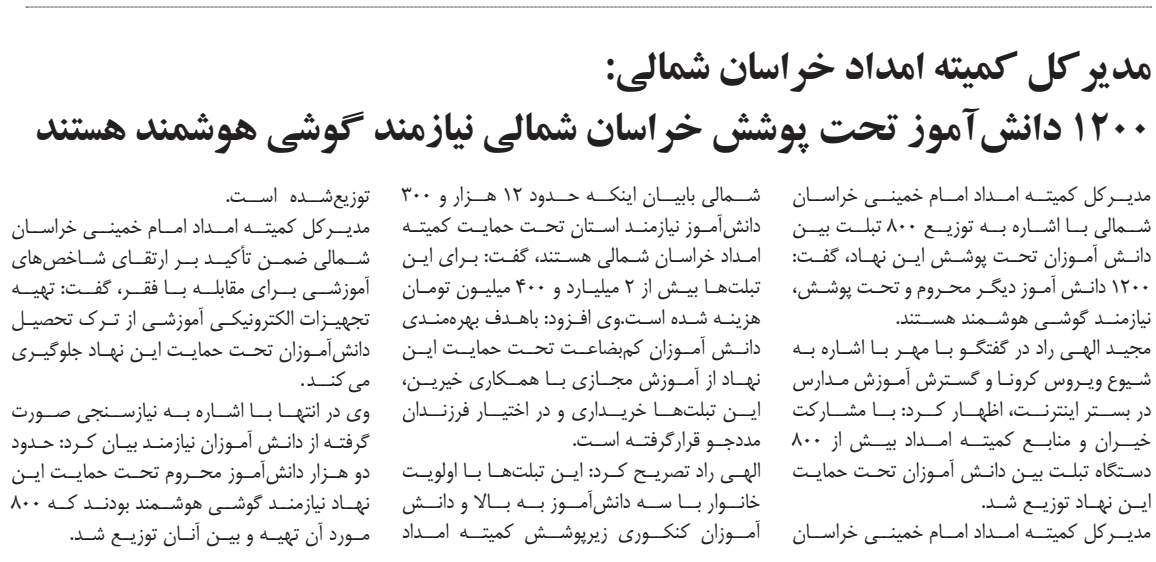 مدیر کل کمیته امداد خراسان شمالی:
۱۲۰۰ دانش‌آموز تحت پوشش خراسان شمالی نیازمند گوشی هوشمند هستند
مدیرکل کمیته امداد امام خمینی خراسان
شمالی با اشاره به توزیع ۸۰۰ تبلت بین
دانش آموزان تحت پوشش این نهاد، گفت:
۱۲۰۰ دانش آموز دیگر محروم و تحت پوشش،
نیازمند گوشی هوشمند هستند.
مجید الهی راد در گفتگو با مهر با اشاره به
شیوع ویروس کرونا و گسترش آموزش مدارس
در بستر اینترنت، اظهار کرد: با مشارکت
خیران و منابع کمیته امداد بیش از ۸۰۰
دستگاه تبلت بین دانش آموزان تحت حمایت
این نهاد توزیع شد.
مدیرکل کمیته امداد امام خمینی خراسان
شمالی بابیان اینکه حدود ۱۲ هزار و ۳۰۰
دانش‌آموز نیازمند استان تحت حمایت کمیته
امداد خراسان شمالی هستند، گفت: برای این
تبلت‌ها بیش از ۲ میلیارد و ۴۰۰ میلیون تومان
هزینه شده است.وی افزود: باهدف بهره‌مندی
دانش آموزان کم‌بضاعت تحت حمایت این
نهاد از آموزش مجازی با همکاری خیرین،
این تبلت‌ها خریداری و در اختیار فرزندان
مددجو قرارگرفته است.
الهی راد تصریح کرد: این تبلت‌ها با اولویت
خانوار با سه دانش‌آموز به بالا و دانش
آموزان کنکوری زیرپوشش کمیته امداد
توزیع‌شده است.
مدیرکل کمیته امداد امام خمینی خراسان
شمالی ضمن تأکید بر ارتقای شاخص‌های
آموزشی برای مقابله با فقر، گفت: تهیه
تجهیزات الکترونیکی آموزشی از ترک تحصیل
دانش‌آموزان تحت حمایت این نهاد جلوگیری
می کند.
وی در انتها با اشاره به نیازسنجی صورت
گرفته از دانش آموزان نیازمند بیان کرد: حدود
دو هزار دانش‌آموز محروم تحت حمایت این
نهاد نیازمند گوشی هوشمند بودند که ۸۰۰
مورد آن تهیه و بین آنان توزیع شد.